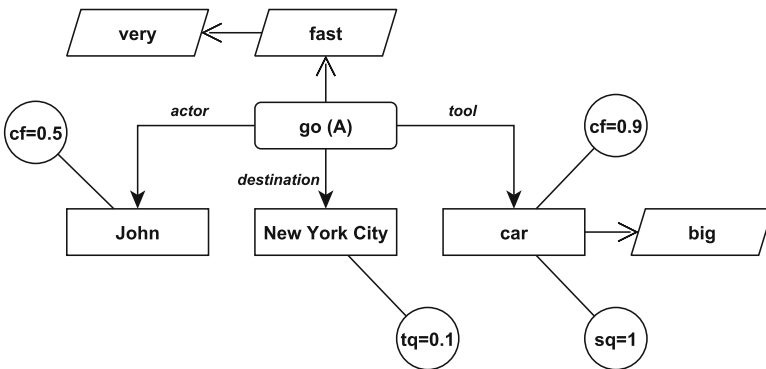 very
fast
actor
go (A)
tool
cf=0.5
cf=0.9
destination
John
New York City
car
big
tq=0.1
sq=1